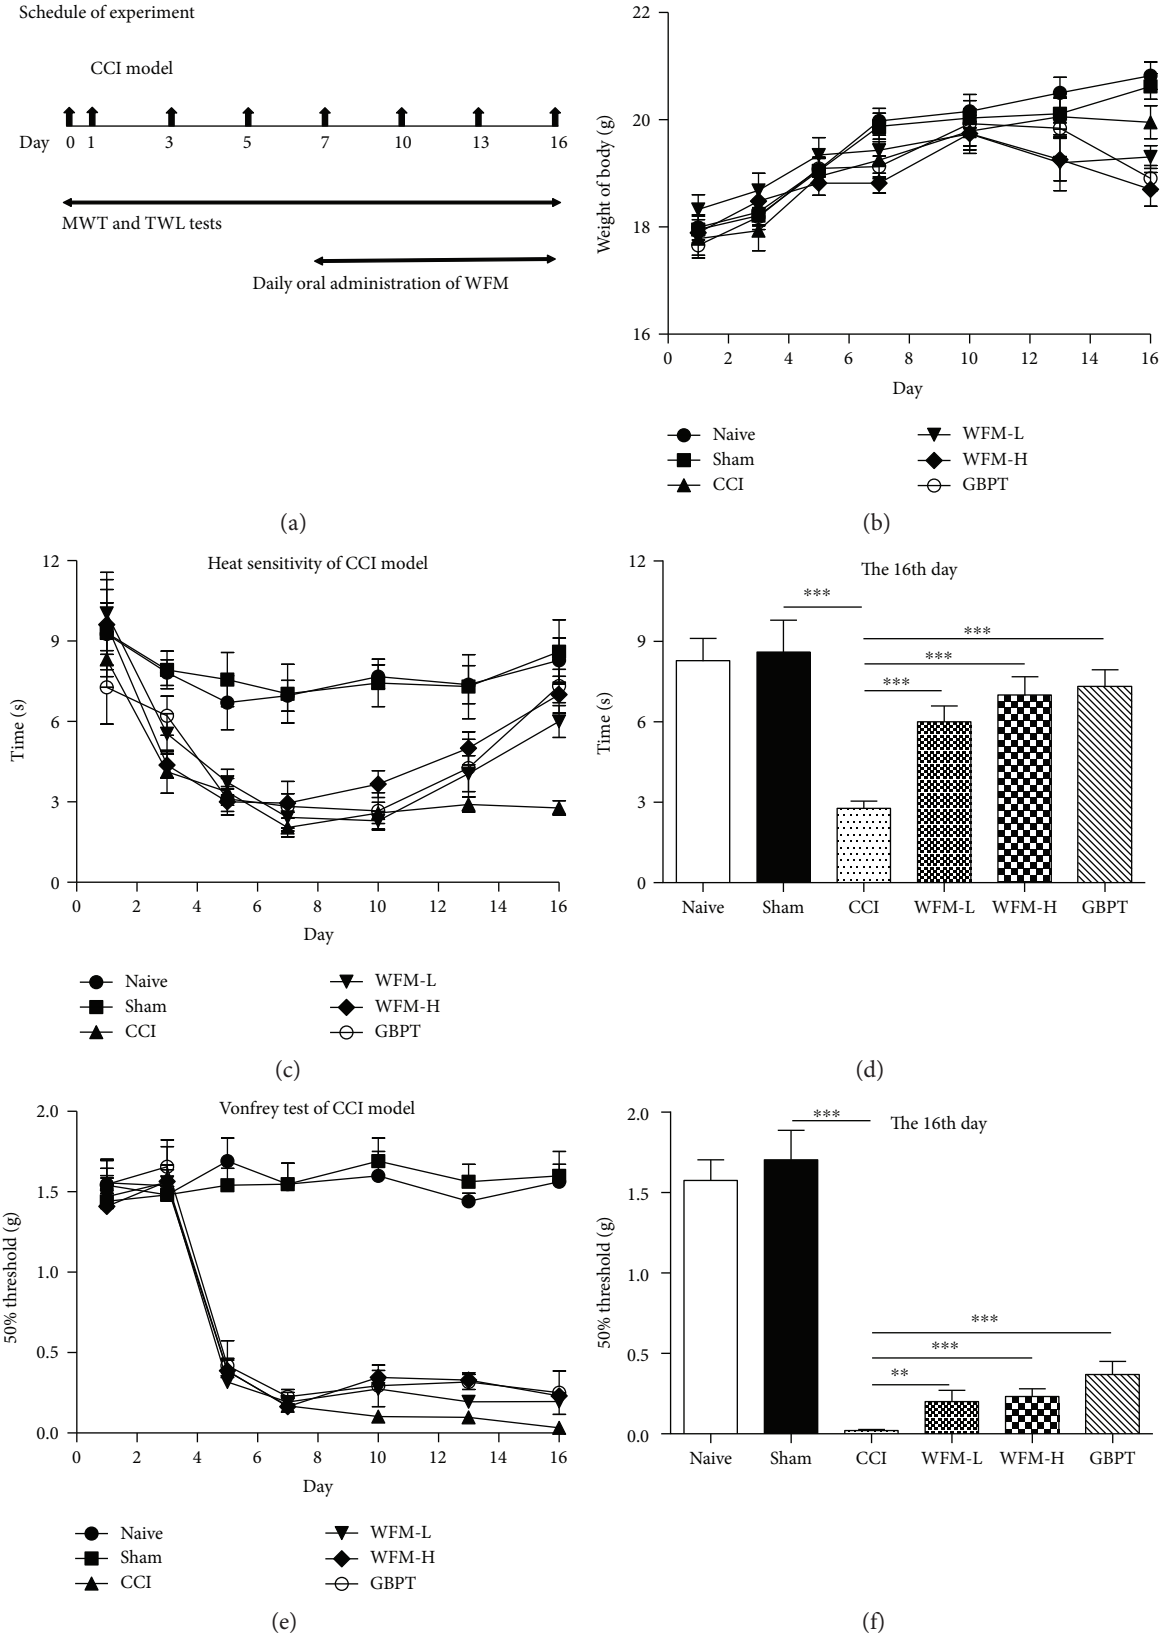 Schedule of experiment
CCI model
Day 0 1 3 5 7 10 13 16
MWT and TWL tests
Daily oral administration of WFM
(a)
22
20
18
16
Weight of body (g)
0 2 4 6 8 10 12 14 16
Day
Naive
Sham
CCI
WFM-L
WFM-H
GBPT
(b)
Heat sensitivity of CCI model
12
9
6
3
0
Time (s)
0 2 4 6 8 10 12 14 16
Day
Naive
Sham
CCI
WFM-L
WFM-H
GBPT
(c)
The 16th day
12
9
6
3
0
Time (s)
***
***
***
***
Naive Sham CCI WFM-L WFM-H GBPT
(d)
Vonfrey test of CCI model
2.0
1.5
1.0
0.5
0.0
50% threshold (g)
0 2 4 6 8 10 12 14 16
Day
Naive
Sham
CCI
WFM-L
WFM-H
GBPT
(e)
The 16th day
2.0
1.5
1.0
0.5
0.0
50% threshold (g)
***
***
***
**
Naive Sham CCI WFM-L WFM-H GBPT
(f)